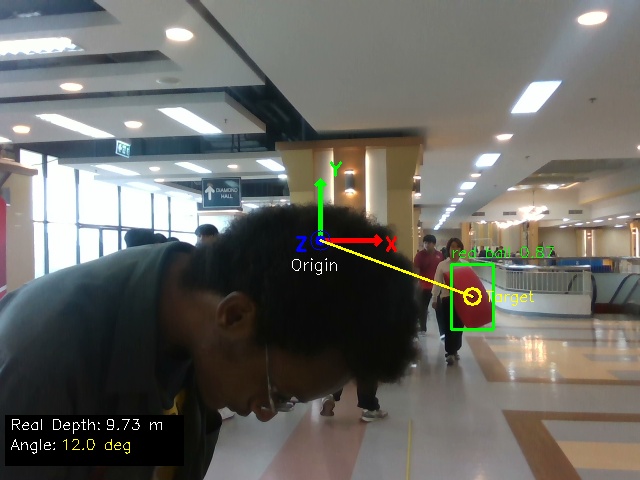 DIAMOND
HALL
Y
Z
X
Origin
red bag 0.87
Target
Real Depth: 9.73 m
Angle: 12.0 deg